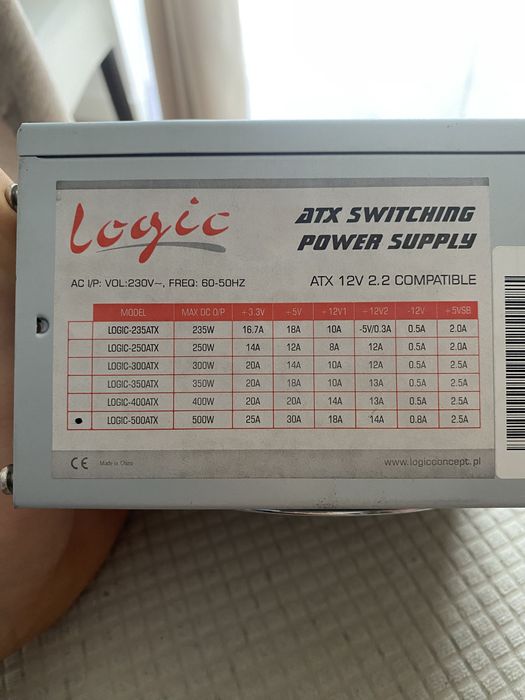 Logic
ATX SWITCHING
POWER SUPPLY
AC I/P: VOL:230V~, FREQ: 60-50HZ
ATX 12V 2.2 COMPATIBLE
MODEL MAX DC O/P +3.3V +5V +12V1 +12V2 -12V +5VSB
LOGIC-235ATX 235W 16.7A 18A 10A -5V/0.3A 0.5A 2.0A
LOGIC-250ATX 250W 14A 12A 8A 12A 0.5A 2.0A
LOGIC-300ATX 300W 20A 14A 10A 12A 0.5A 2.5A
LOGIC-350ATX 350W 20A 18A 10A 13A 0.5A 2.5A
LOGIC-400ATX 400W 20A 20A 14A 13A 0.5A 2.5A
• LOGIC-500ATX 500W 25A 30A 18A 14A 0.8A 2.5A
CE Made in China
www.logicconcept.pl